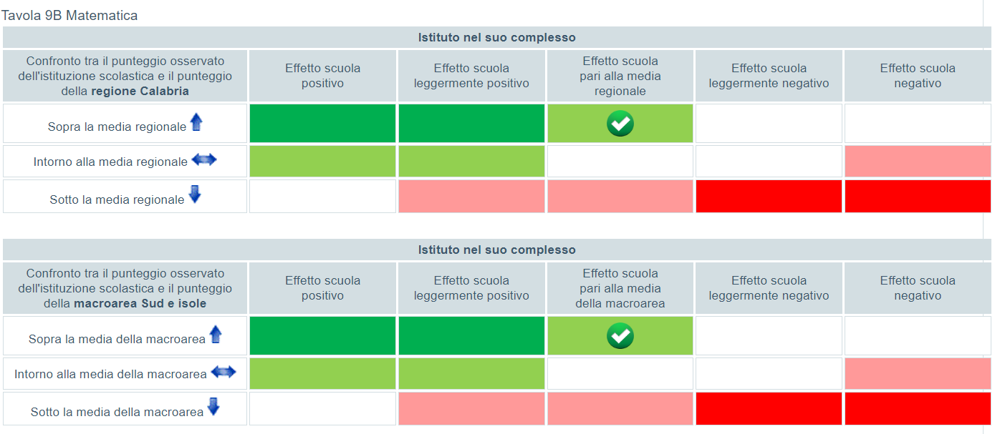 Tavola 9B Matematica
Istituto nel suo complesso
Confronto tra il punteggio osservato
dell'istituzione scolastica e il punteggio
della regione Calabria
Effetto scuola
positivo
Effetto scuola
leggermente positivo
Effetto scuola
pari alla media
regionale
Effetto scuola
leggermente negativo
Effetto scuola
negativo
Sopra la media regionale
Intorno alla media regionale
Sotto la media regionale
Istituto nel suo complesso
Confronto tra il punteggio osservato
dell'istituzione scolastica e il punteggio
della macroarea Sud e isole
Effetto scuola
positivo
Effetto scuola
leggermente positivo
Effetto scuola
pari alla media
della macroarea
Effetto scuola
leggermente negativo
Effetto scuola
negativo
Sopra la media della macroarea
Intorno alla media della macroarea
Sotto la media della macroarea